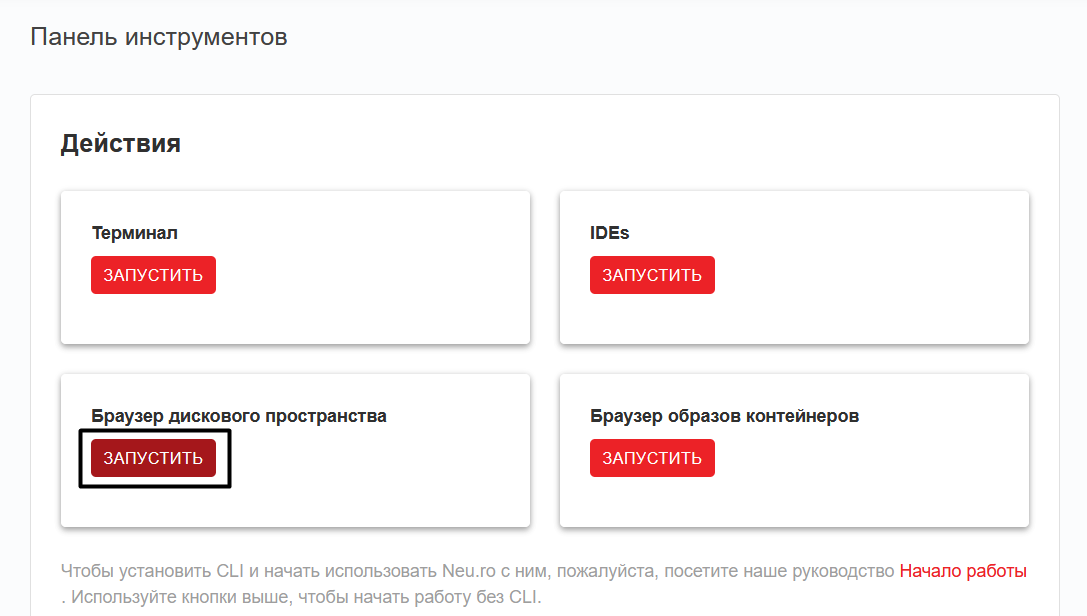 Панель инструментов
Действия
Терминал
ЗАПУСТИТЬ
IDEs
ЗАПУСТИТЬ
Браузер дискового пространства
ЗАПУСТИТЬ
Браузер образов контейнеров
ЗАПУСТИТЬ
Чтобы установить CLI и начать использовать Neu.ro с ним, пожалуйста, посетите наше руководство Начало работы
. Используйте кнопки выше, чтобы начать работу без CLI.